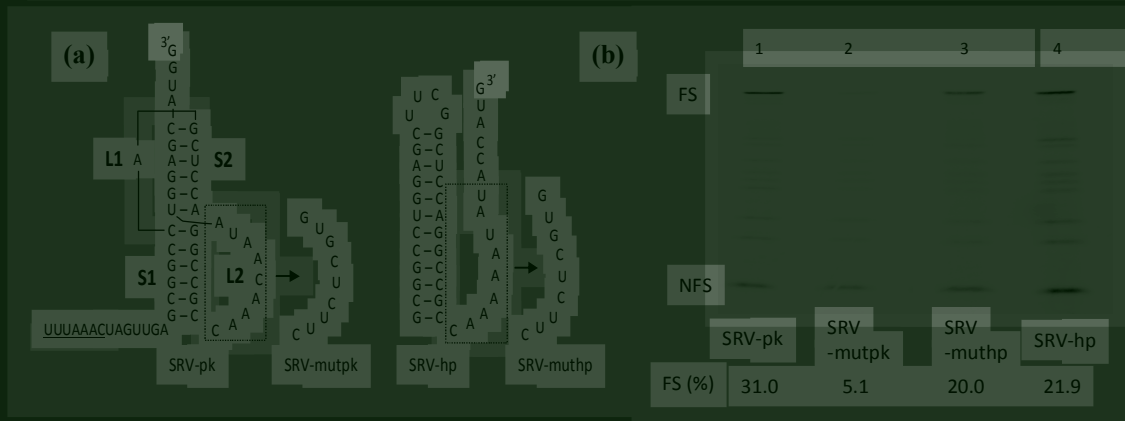 (a)
3'
G
G
U
A
C–G
G–C
L1 A A–U S2
G–C
G–C
U–A
C–G
C–G
G–C
S1 G–C
C–G
G–C
UUUAAACUAGUUGA
A
U
A
A
L2 C
A
A
A
C
G
U
G
C
U
C
U
U
C
SRV-pk
SRV-mutpk
U C
U G
C–G
G–C
A–U
G–C
G–C
U–A
C–G
C–G
G–C
G–C
C–G
G–C
G 3'
U
A
C
C
A
U
A
U
A
A
A
A
A
C
G
U
G
C
U
C
U
U
C
SRV-hp
SRV-muthp
(b)
1 2 3 4
FS
NFS
SRV-pk
SRV
-mutpk
SRV
-muthp
SRV-hp
FS (%) 31.0 5.1 20.0 21.9